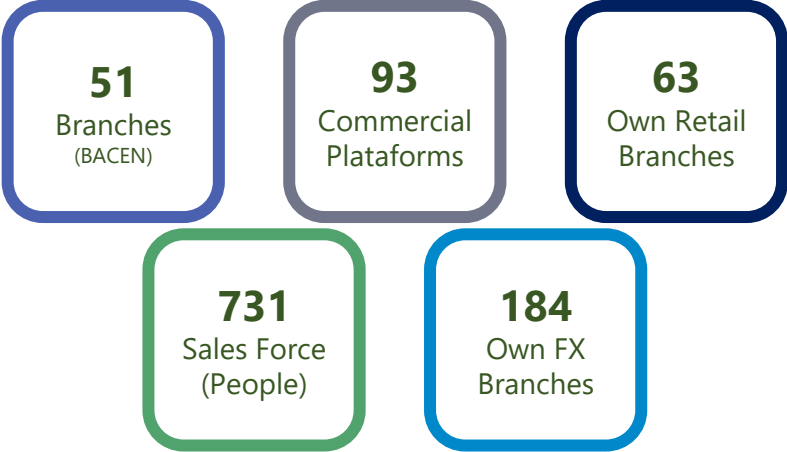 51
Branches
(BACEN)
93
Commercial
Plataforms
63
Own Retail
Branches
731
Sales Force
(People)
184
Own FX
Branches